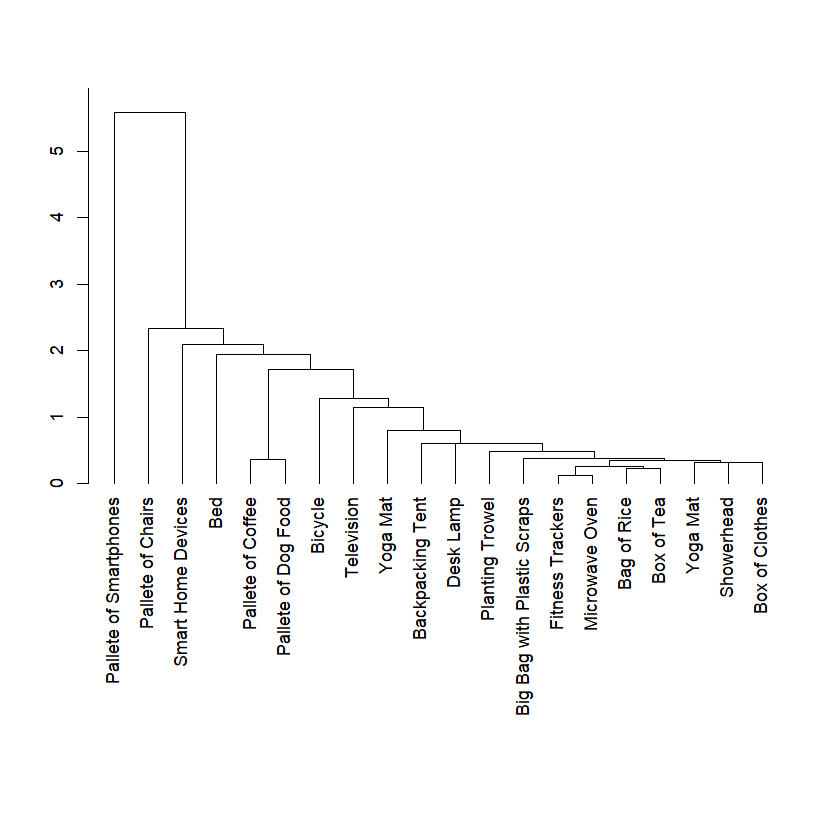 5
4
3
2
1
0
Pallete of Smartphones
Pallete of Chairs
Smart Home Devices
Bed
Pallete of Coffee
Pallete of Dog Food
Bicycle
Television
Yoga Mat
Backpacking Tent
Desk Lamp
Planting Trowel
Big Bag with Plastic Scraps
Fitness Trackers
Microwave Oven
Bag of Rice
Box of Tea
Yoga Mat
Showerhead
Box of Clothes